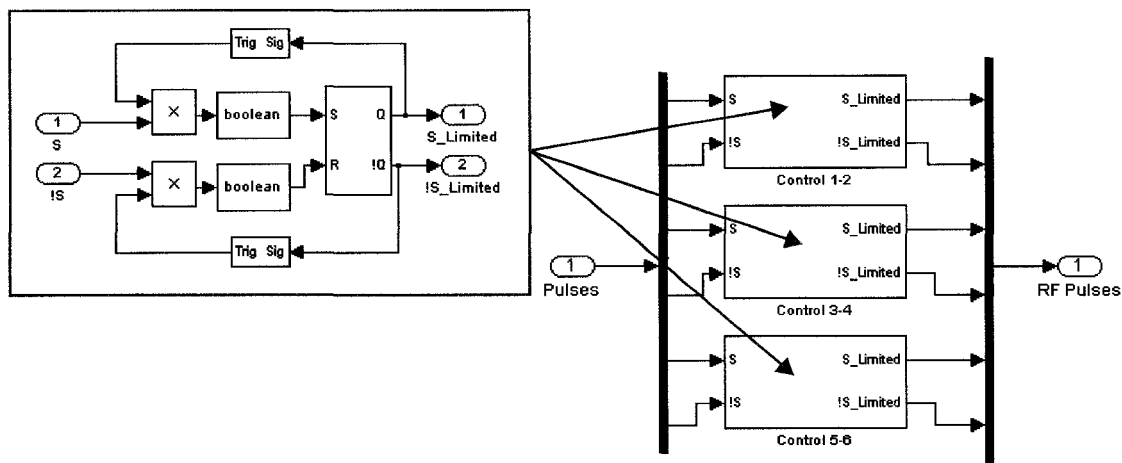 Trig Sig
×
boolean
1
S
S Q
S_Limited
1
2
!S
×
boolean
R !Q
2
!S_Limited
Trig Sig
1
Pulses
S S_Limited
!S !S_Limited
Control 1-2
S S_Limited
!S !S_Limited
Control 3-4
S S_Limited
!S !S_Limited
Control 5-6
1
RF Pulses